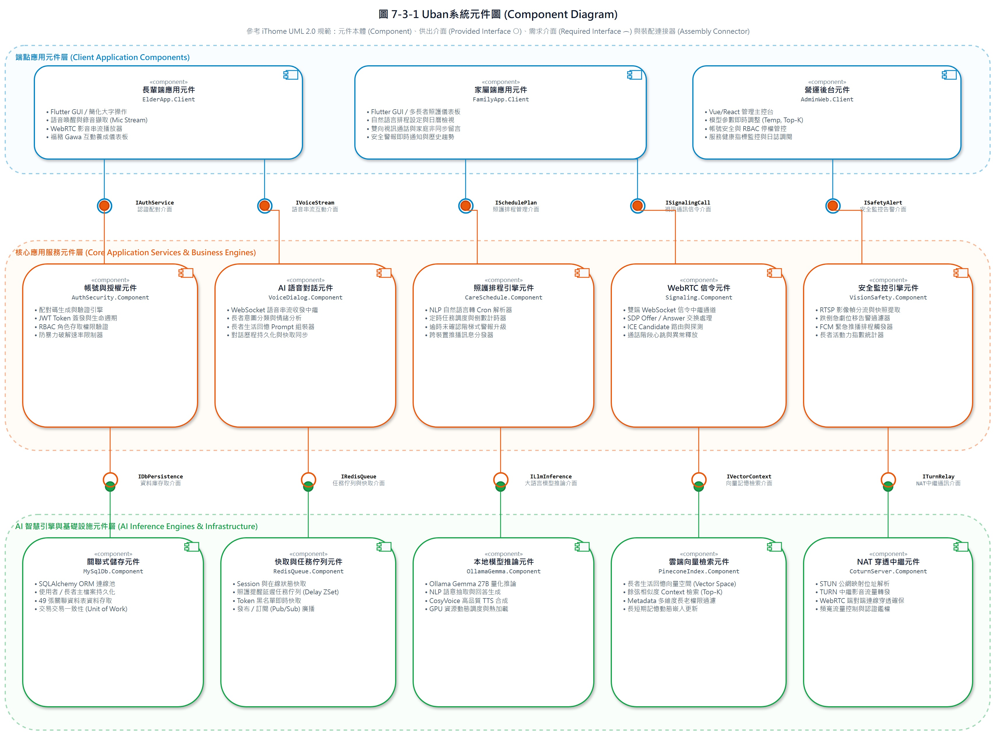 圖 7-3-1 Uban系統元件圖 (Component Diagram)
參考 iThome UML 2.0 規範：元件本體 (Component)、供出介面 (Provided Interface ○)、需求介面 (Required Interface ⌒) 與裝配連接器 (Assembly Connector)
端點應用元件層 (Client Application Components)
«component»
長輩端應用元件
ElderApp.Client
• Flutter GUI / 簡化大字操作
• 語音喚醒與錄音擷取 (Mic Stream)
• WebRTC 影音串流播放器
• 福豬 Gawa 互動養成儀表板
«component»
家屬端應用元件
FamilyApp.Client
• Flutter GUI / 多長者照護儀表板
• 自然語言排程設定與日曆檢視
• 雙向視訊通話與家庭非同步留言
• 安全警報即時通知與歷史趨勢
«component»
營運後台元件
AdminWeb.Client
• Vue/React 管理主控台
• 模型參數即時調整 (Temp, Top-K)
• 帳號安全與 RBAC 停權管控
• 服務健康指標監控與日誌調閱
IAuthService
認證配對介面
IVoiceStream
語音串流互動介面
ISchedulePlan
照護排程管理介面
ISignalingCall
視訊通訊信令介面
ISafetyAlert
安全監控告警介面
核心應用服務元件層 (Core Application Services & Business Engines)
«component»
帳號與授權元件
AuthSecurity.Component
• 配對碼生成與驗證引擎
• JWT Token 簽發與生命週期
• RBAC 角色存取權限驗證
• 防暴力破解速率限制器
«component»
AI 語音對話元件
VoiceDialog.Component
• WebSocket 語音串流收發中繼
• 長者意圖分類與情緒分析
• 長者生活回憶 Prompt 組裝器
• 對話歷程持久化與快取同步
«component»
照護排程引擎元件
CareSchedule.Component
• NLP 自然語言轉 Cron 解析器
• 定時任務調度與倒數計時器
• 逾時未確認階梯式警報升級
• 跨裝置推播訊息分發器
«component»
WebRTC 信令元件
Signaling.Component
• 雙端 WebSocket 信令中繼通道
• SDP Offer / Answer 交換處理
• ICE Candidate 路由與探測
• 通話階段心跳與異常釋放
«component»
安全監控引擎元件
VisionSafety.Component
• RTSP 影像幀分流與快照提取
• 跌倒急劇位移告警過濾器
• FCM 緊急推播排程觸發器
• 長者活動力指數統計器
IDbPersistence
資料庫存取介面
IRedisQueue
任務佇列與快取介面
ILlmInference
大語言模型推論介面
IVectorContext
向量記憶檢索介面
ITurnRelay
NAT中繼通訊介面
AI 智慧引擎與基礎設施元件層 (AI Inference Engines & Infrastructure)
«component»
關聯式儲存元件
MySqlDb.Component
• SQLAlchemy ORM 連線池
• 使用者 / 長者主檔案持久化
• 49 張關聯資料表資料存取
• 交易交易一致性 (Unit of Work)
«component»
快取與任務佇列元件
RedisQueue.Component
• Session 與在線狀態快取
• 照護提醒延遲任務佇列 (Delay ZSet)
• Token 黑名單即時快取
• 發布 / 訂閱 (Pub/Sub) 廣播
«component»
本地模型推論元件
OllamaGemma.Component
• Ollama Gemma 27B 量化推論
• NLP 語意抽取與回答生成
• CosyVoice 高品質 TTS 合成
• GPU 資源動態調度與熱加載
«component»
雲端向量檢索元件
PineconeIndex.Component
• 長者生活回憶向量空間 (Vector Space)
• 餘弦相似度 Context 檢索 (Top-K)
• Metadata 多維度長老權限過濾
• 長短期記憶動態嵌入更新
«component»
NAT 穿透中繼元件
CoturnServer.Component
• STUN 公網映射位址解析
• TURN 中繼影音流量轉發
• WebRTC 端對端連線穿透確保
• 頻寬流量控制與認證鑑權